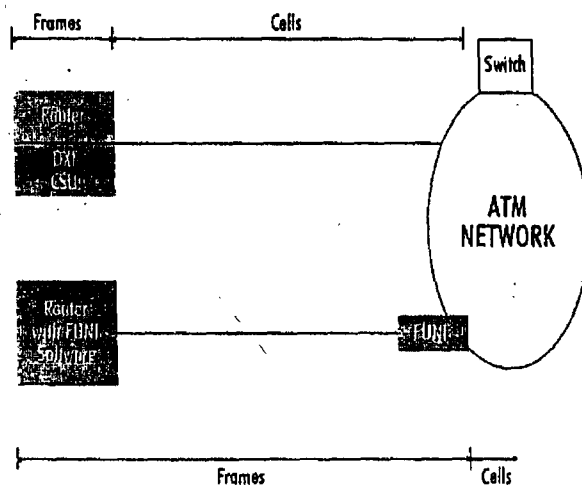 Frames
Cells
Switch
Router
DXI
CSU
ATM
NETWORK
Router
with FUNI
Software
FUNI
Frames
Cells